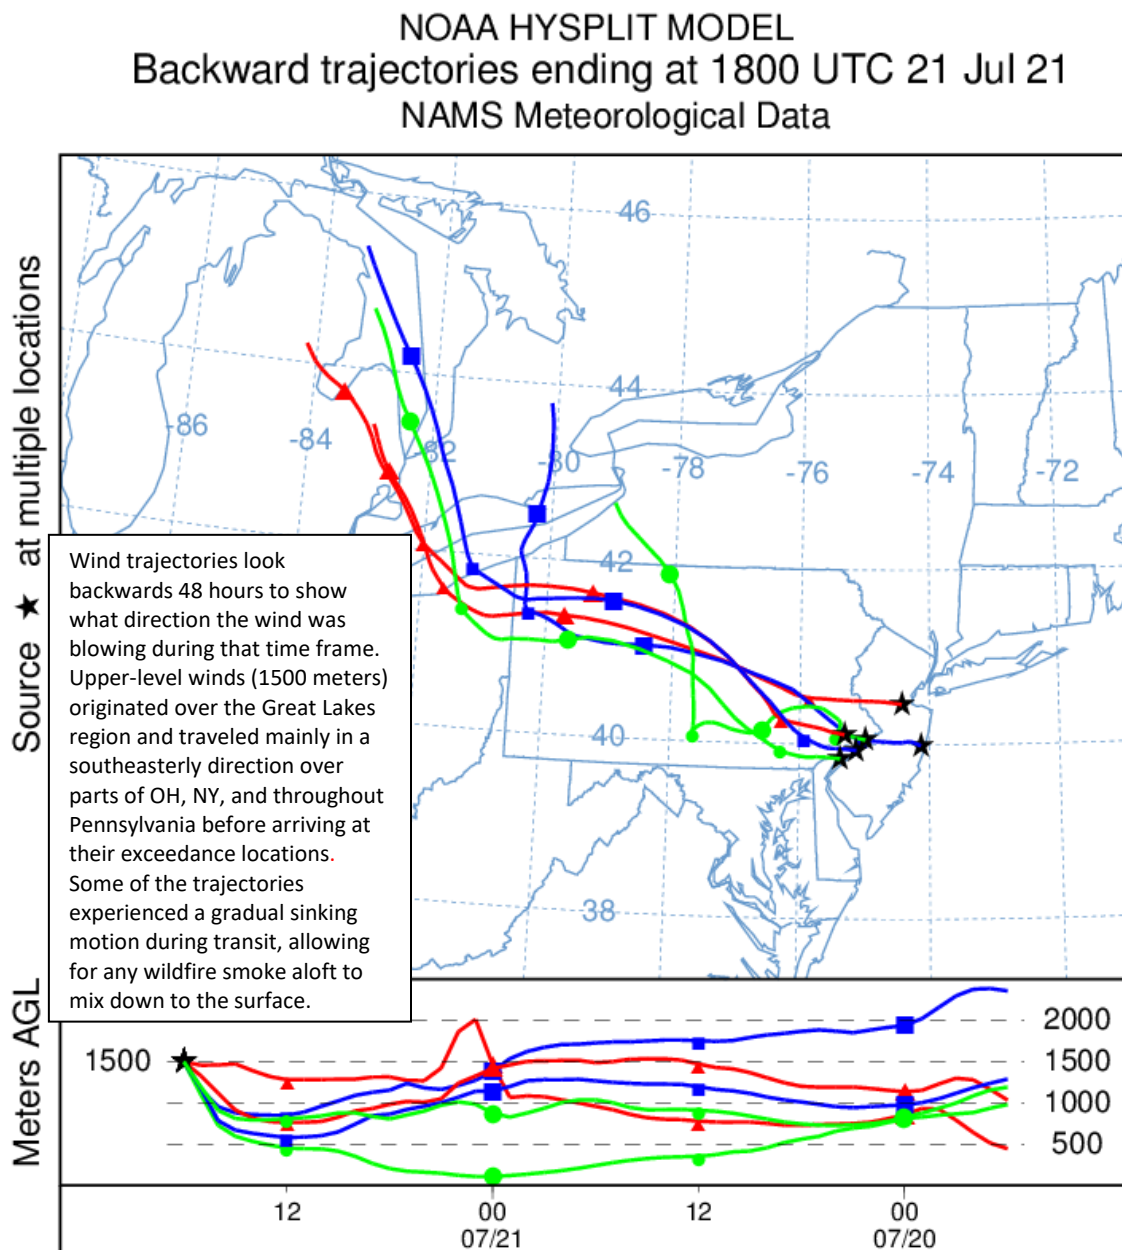 NOAA HYSPLIT MODEL
Backward trajectories ending at 1800 UTC 21 Jul 21
NAMS Meteorological Data
Source ★ at multiple locations
46
44
-86
-84
-82
-80
-78
-76
-74
-72
42
40
38
Wind trajectories look
backwards 48 hours to show
what direction the wind was
blowing during that time frame.
Upper-level winds (1500 meters)
originated over the Great Lakes
region and traveled mainly in a
southeasterly direction over
parts of OH, NY, and throughout
Pennsylvania before arriving at
their exceedance locations.
Some of the trajectories
experienced a gradual sinking
motion during transit, allowing
for any wildfire smoke aloft to
mix down to the surface.
Meters AGL
1500
2000
1500
1000
500
12 00 12 00
07/21 07/20